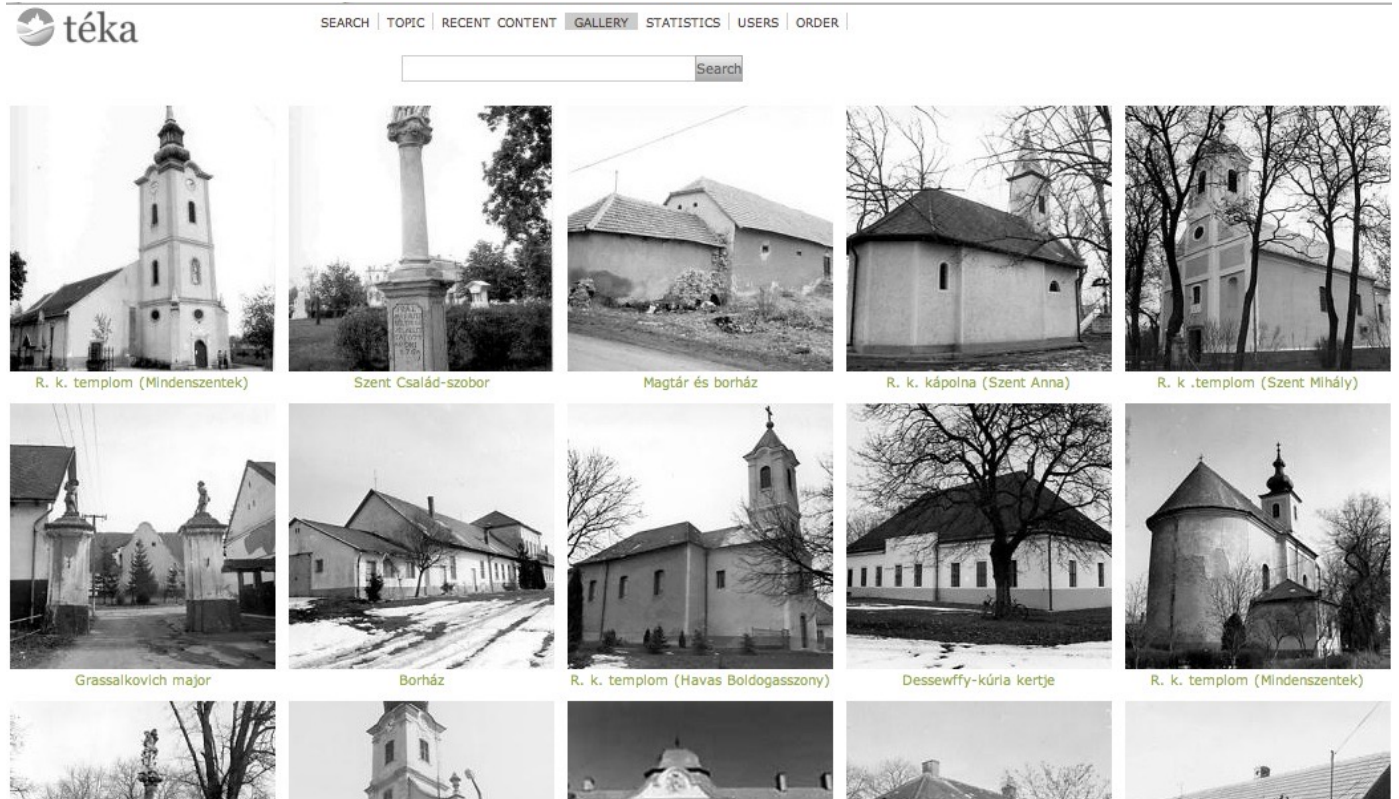 téka
SEARCH TOPIC RECENT CONTENT GALLERY STATISTICS USERS ORDER
Search
R. k. templom (Mindenszentek)
Szent Család-szobor
Magtár és borház
R. k. kápolna (Szent Anna)
R. k .templom (Szent Mihály)
Grassalkovich major
Borház
R. k. templom (Havas Boldogasszony)
Dessewffy-kúria kertje
R. k. templom (Mindenszentek)